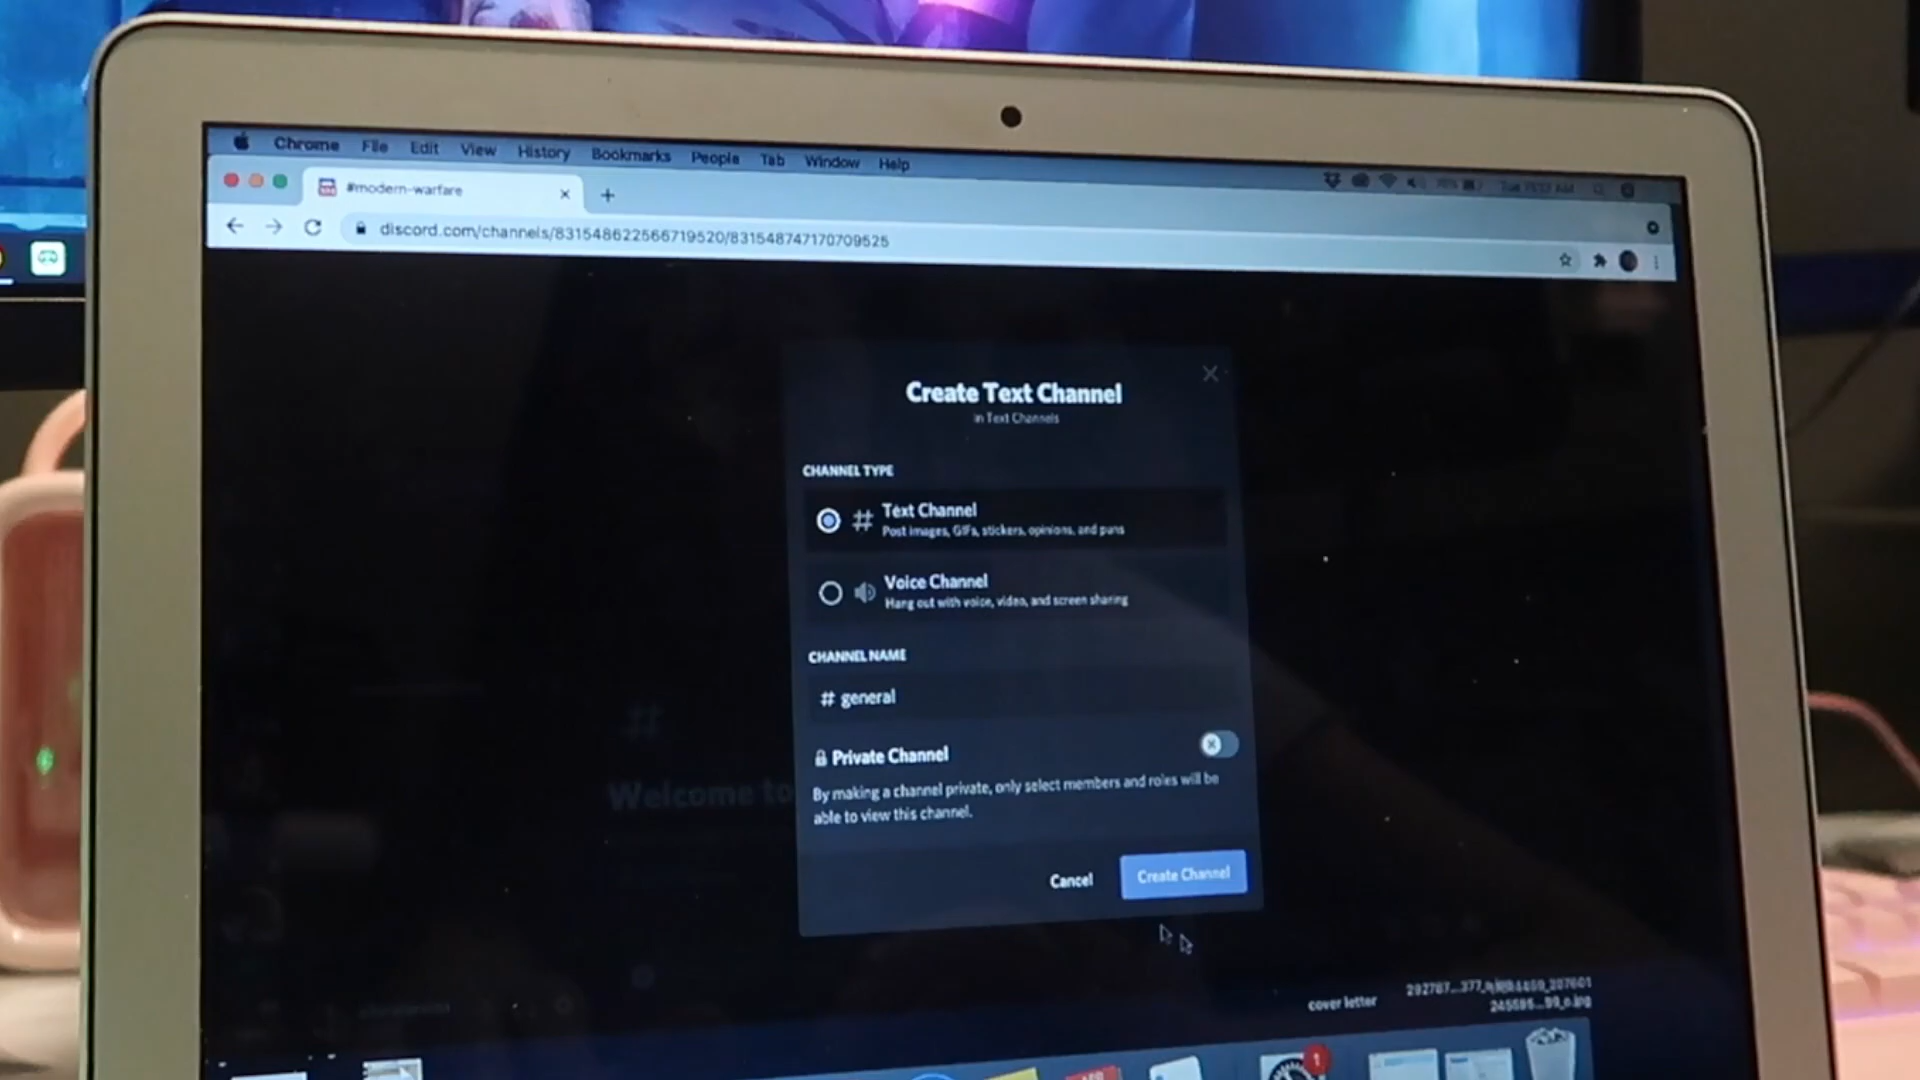 Chrome File Edit View History Bookmarks People Tab Window Help
#modern-warfare
discord.com/channels/831548622566719520/831548747170709525
Create Text Channel
in Text Channels
CHANNEL TYPE
Text Channel
Post images, GIFs, stickers, opinions, and puns
Voice Channel
Hang out with voice, video, and screen sharing
CHANNEL NAME
# general
Private Channel
By making a channel private, only select members and roles will be
able to view this channel.
Cancel Create Channel
#
Welcome to
cover letter
1